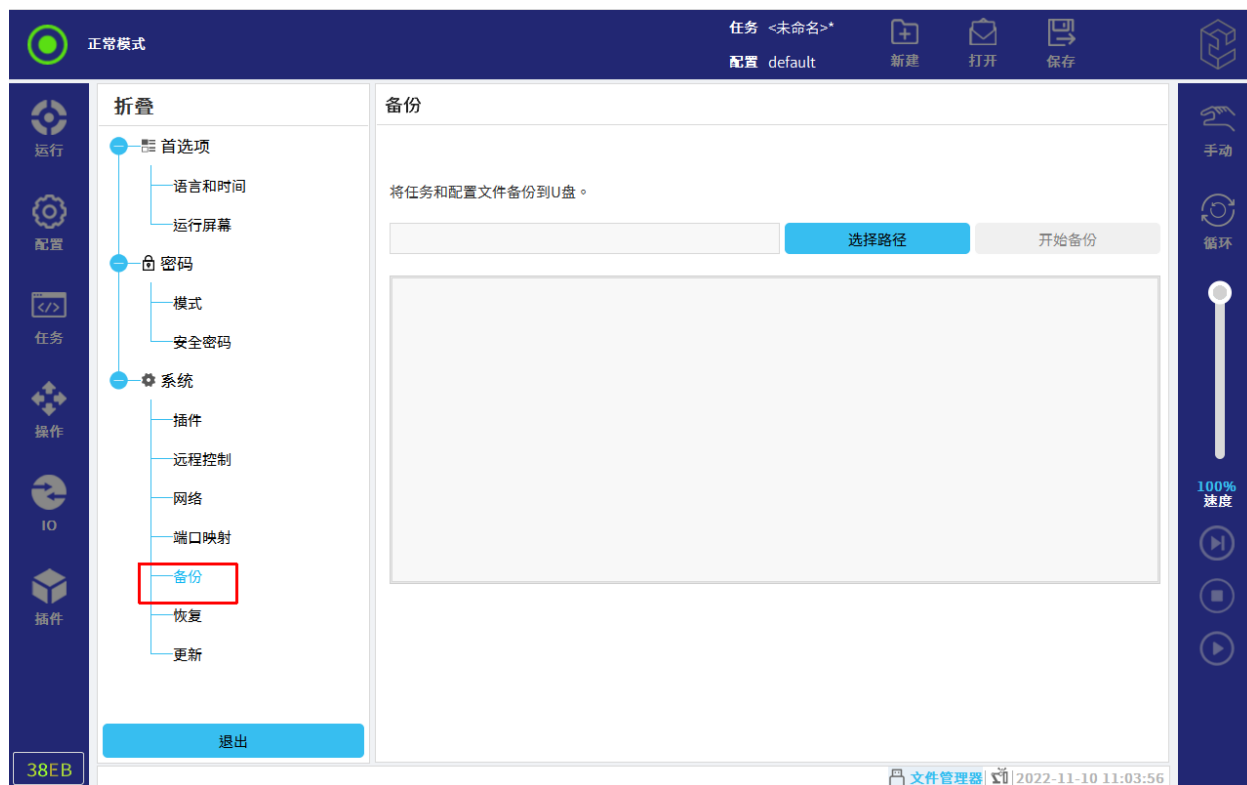 正常模式
任务 <未命名>*
配置 default
新建
打开
保存
运行
配置
任务
操作
IO
插件
38EB
折叠
首选项
语言和时间
运行屏幕
密码
模式
安全密码
系统
插件
远程控制
网络
端口映射
备份
恢复
更新
退出
备份
将任务和配置文件备份到U盘。
选择路径
开始备份
手动
循环
100%
速度
文件管理器
2022-11-10 11:03:56